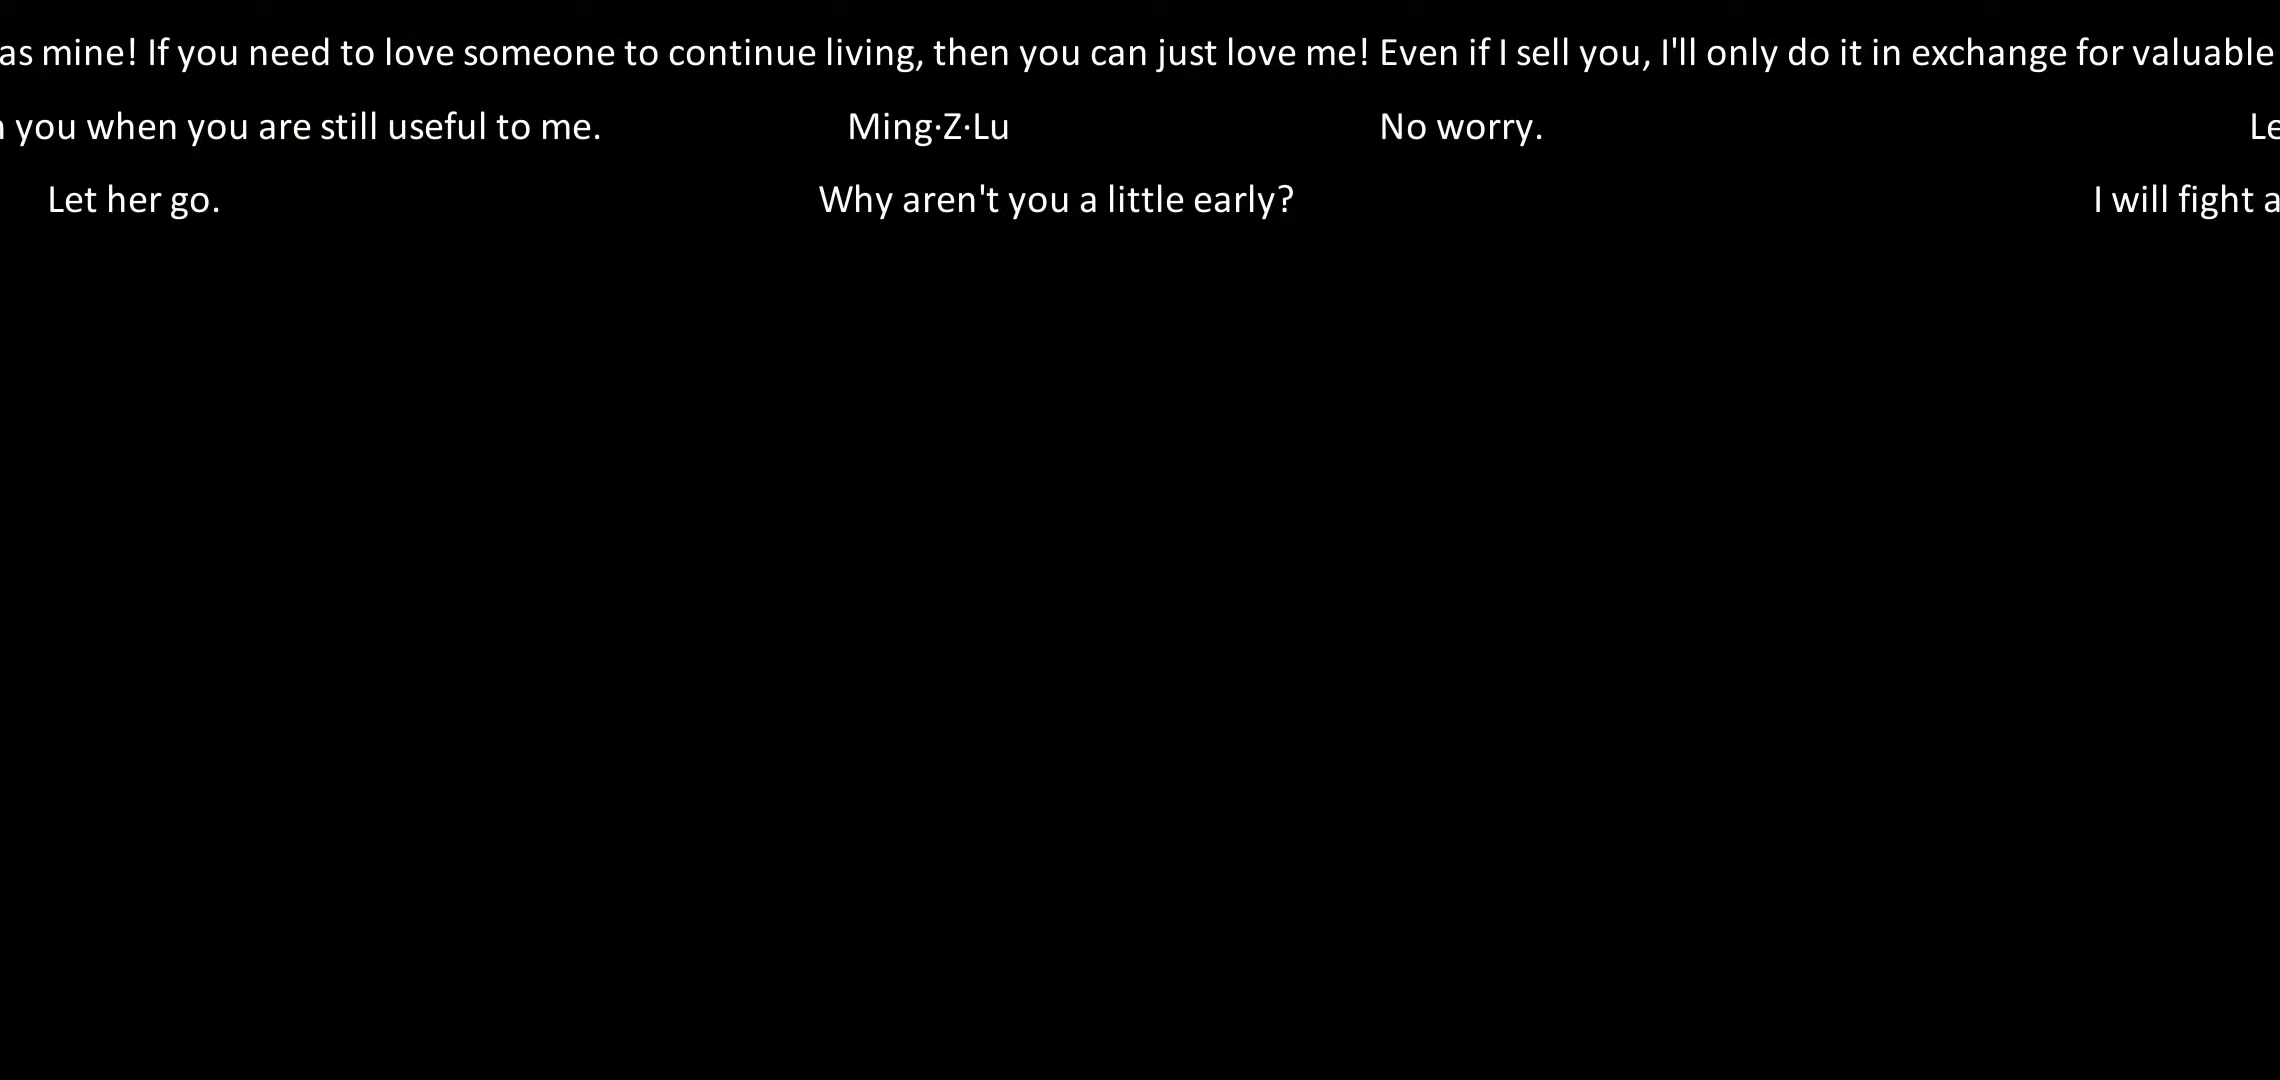 as mine! If you need to love someone to continue living, then you can just love me! Even if I sell you, I'll only do it in exchange for valuable
you when you are still useful to me. Ming·Z·Lu No worry. Le
Let her go. Why aren't you a little early? I will fight a